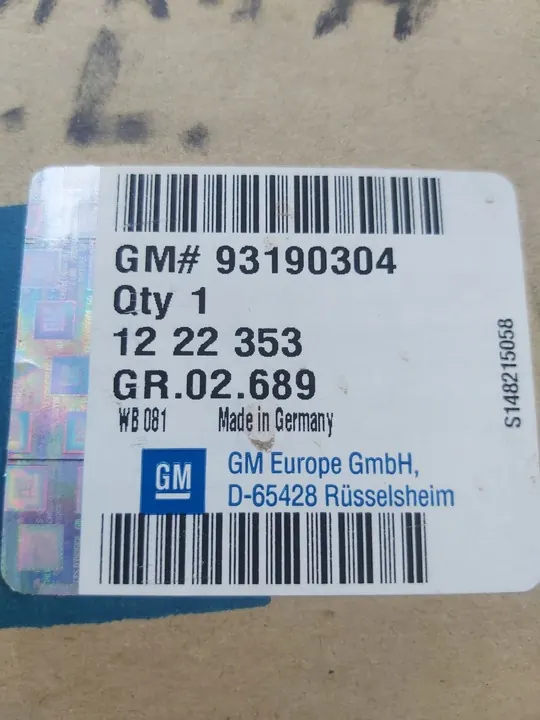 L.
GM# 93190304
Qty 1
12 22 353
GR.02.689
WB 081 Made in Germany
GM
GM Europe GmbH,
D-65428 Rüsselsheim
S148215058